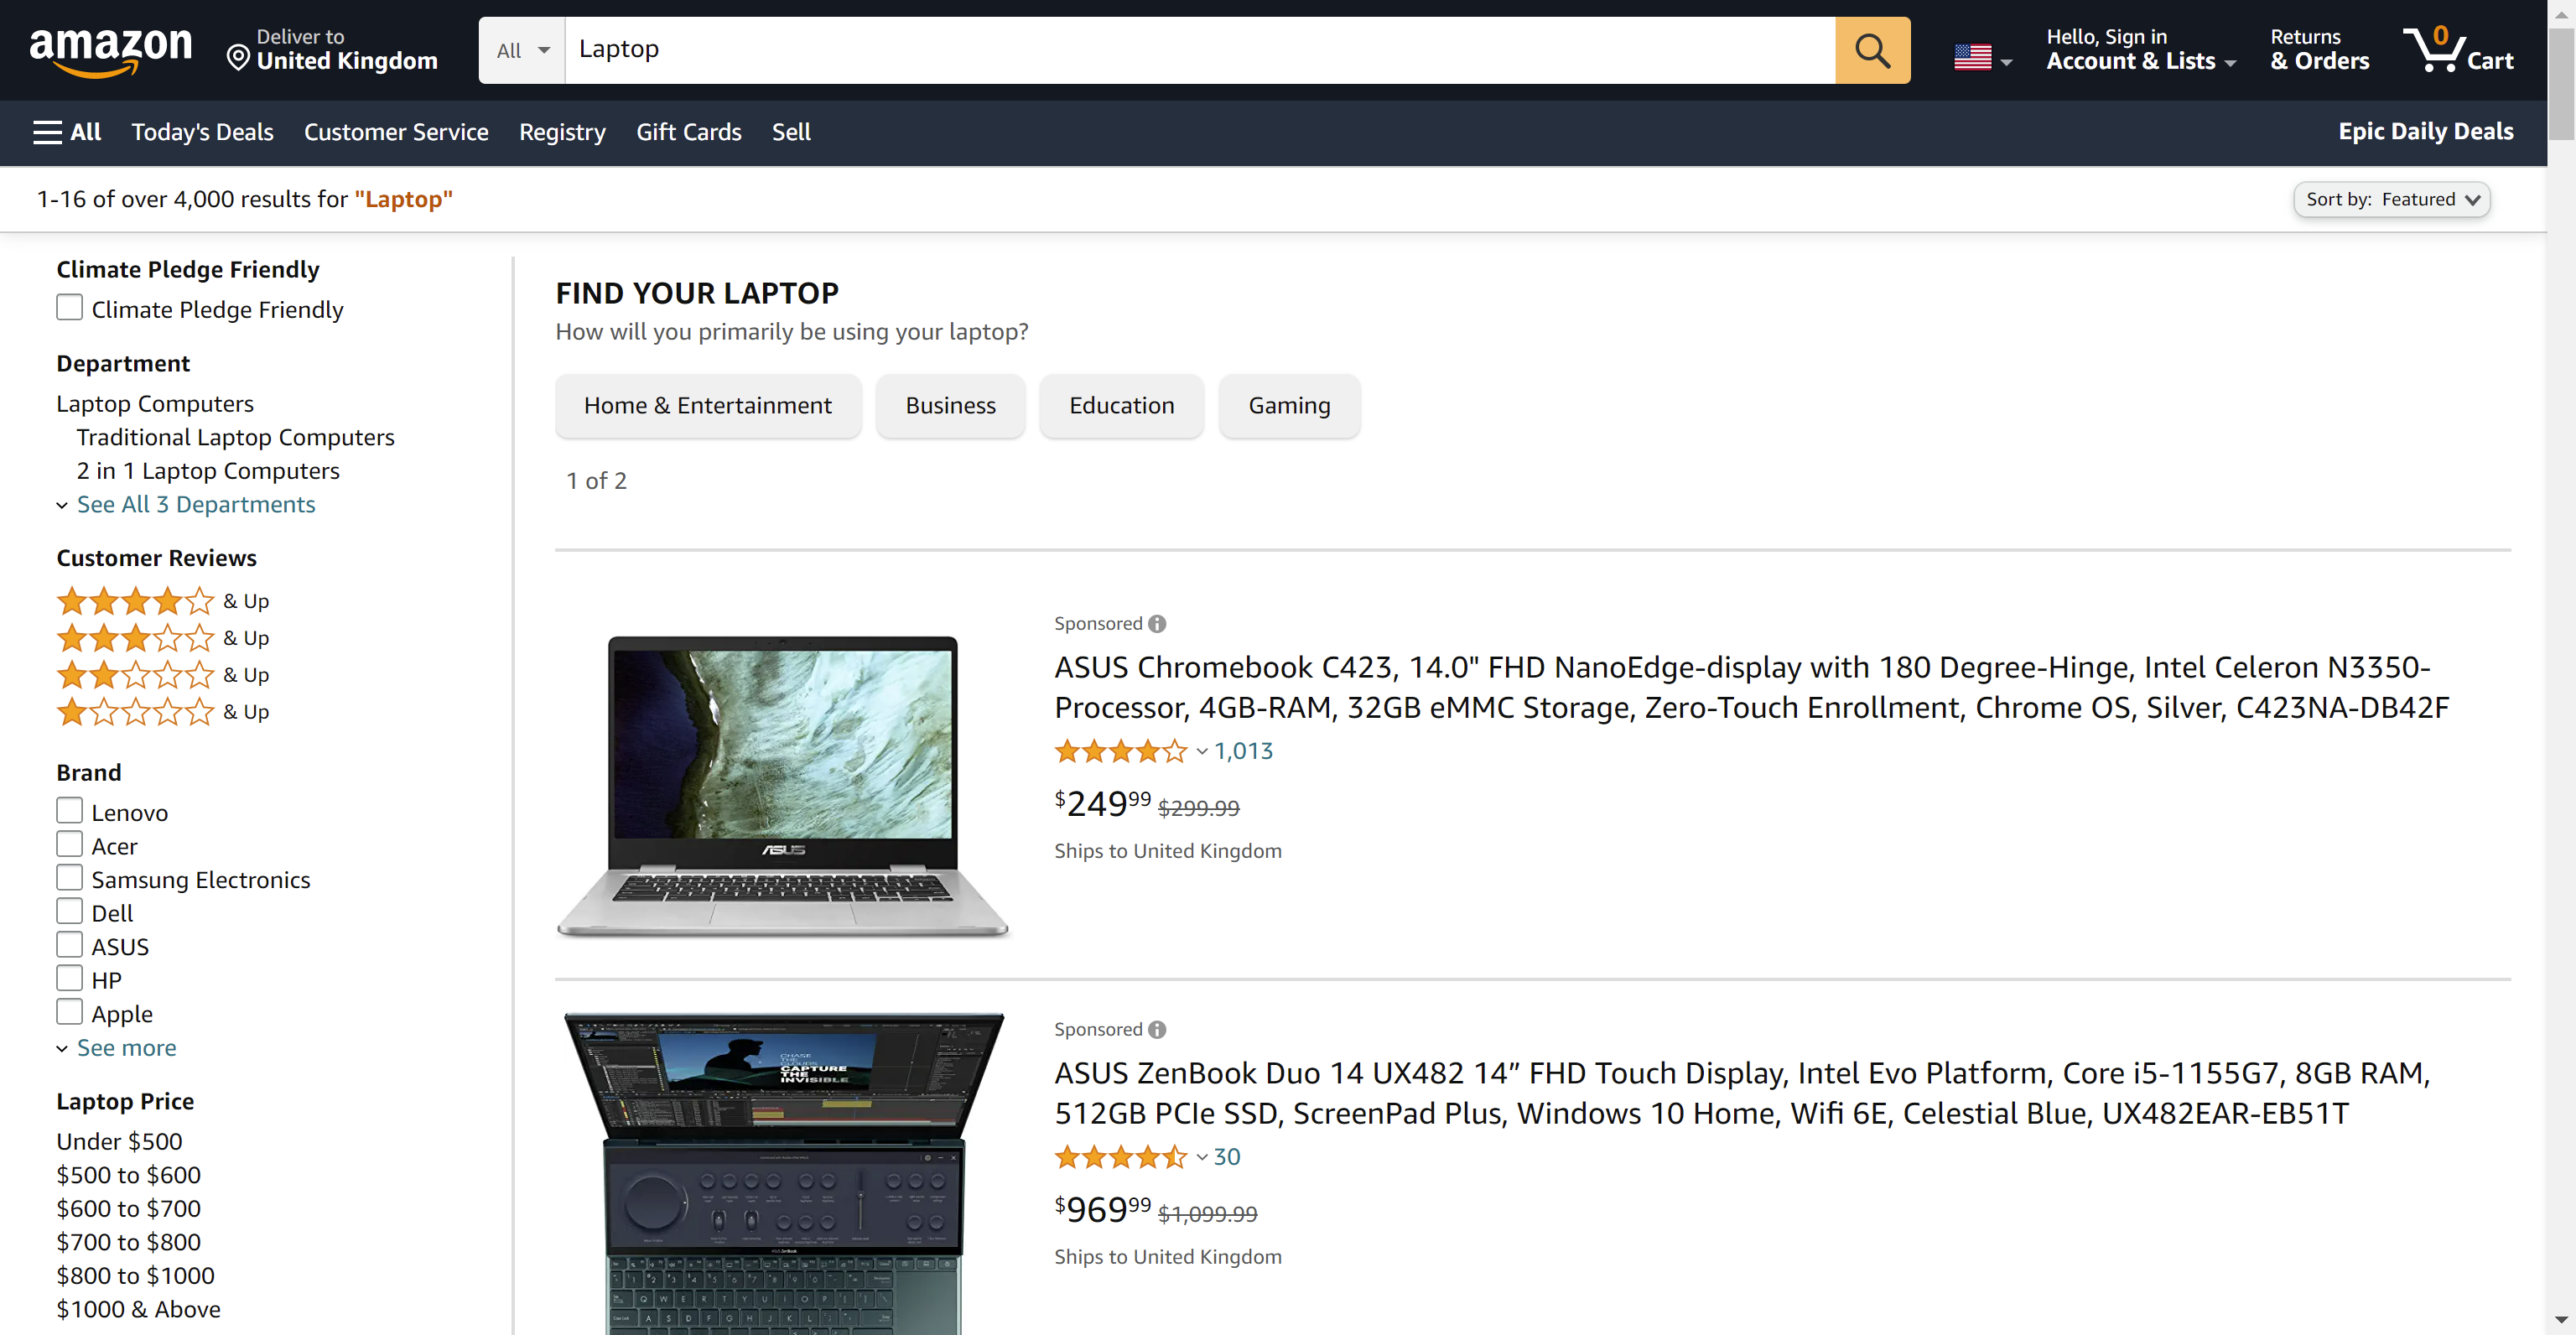 amazon
Deliver to
United Kingdom
All
Laptop
Hello, Sign in
Account & Lists
Returns
& Orders
0
Cart
All
Today's Deals
Customer Service
Registry
Gift Cards
Sell
Epic Daily Deals
1-16 of over 4,000 results for "Laptop"
Sort by: Featured
Climate Pledge Friendly
Climate Pledge Friendly
Department
Laptop Computers
Traditional Laptop Computers
2 in 1 Laptop Computers
See All 3 Departments
Customer Reviews
& Up
& Up
& Up
& Up
Brand
Lenovo
Acer
Samsung Electronics
Dell
ASUS
HP
Apple
See more
Laptop Price
Under $500
$500 to $600
$600 to $700
$700 to $800
$800 to $1000
$1000 & Above
FIND YOUR LAPTOP
How will you primarily be using your laptop?
Home & Entertainment
Business
Education
Gaming
1 of 2
ASUS
Sponsored
ASUS Chromebook C423, 14.0" FHD NanoEdge-display with 180 Degree-Hinge, Intel Celeron N3350-
Processor, 4GB-RAM, 32GB eMMC Storage, Zero-Touch Enrollment, Chrome OS, Silver, C423NA-DB42F
1,013
$249.99 $299.99
Ships to United Kingdom
CHASE
THE
CLOUDS
CAPTURE
THE
INVISIBLE
Sponsored
ASUS ZenBook Duo 14 UX482 14” FHD Touch Display, Intel Evo Platform, Core i5-1155G7, 8GB RAM,
512GB PCIe SSD, ScreenPad Plus, Windows 10 Home, Wifi 6E, Celestial Blue, UX482EAR-EB51T
30
$969.99 $1,099.99
Ships to United Kingdom